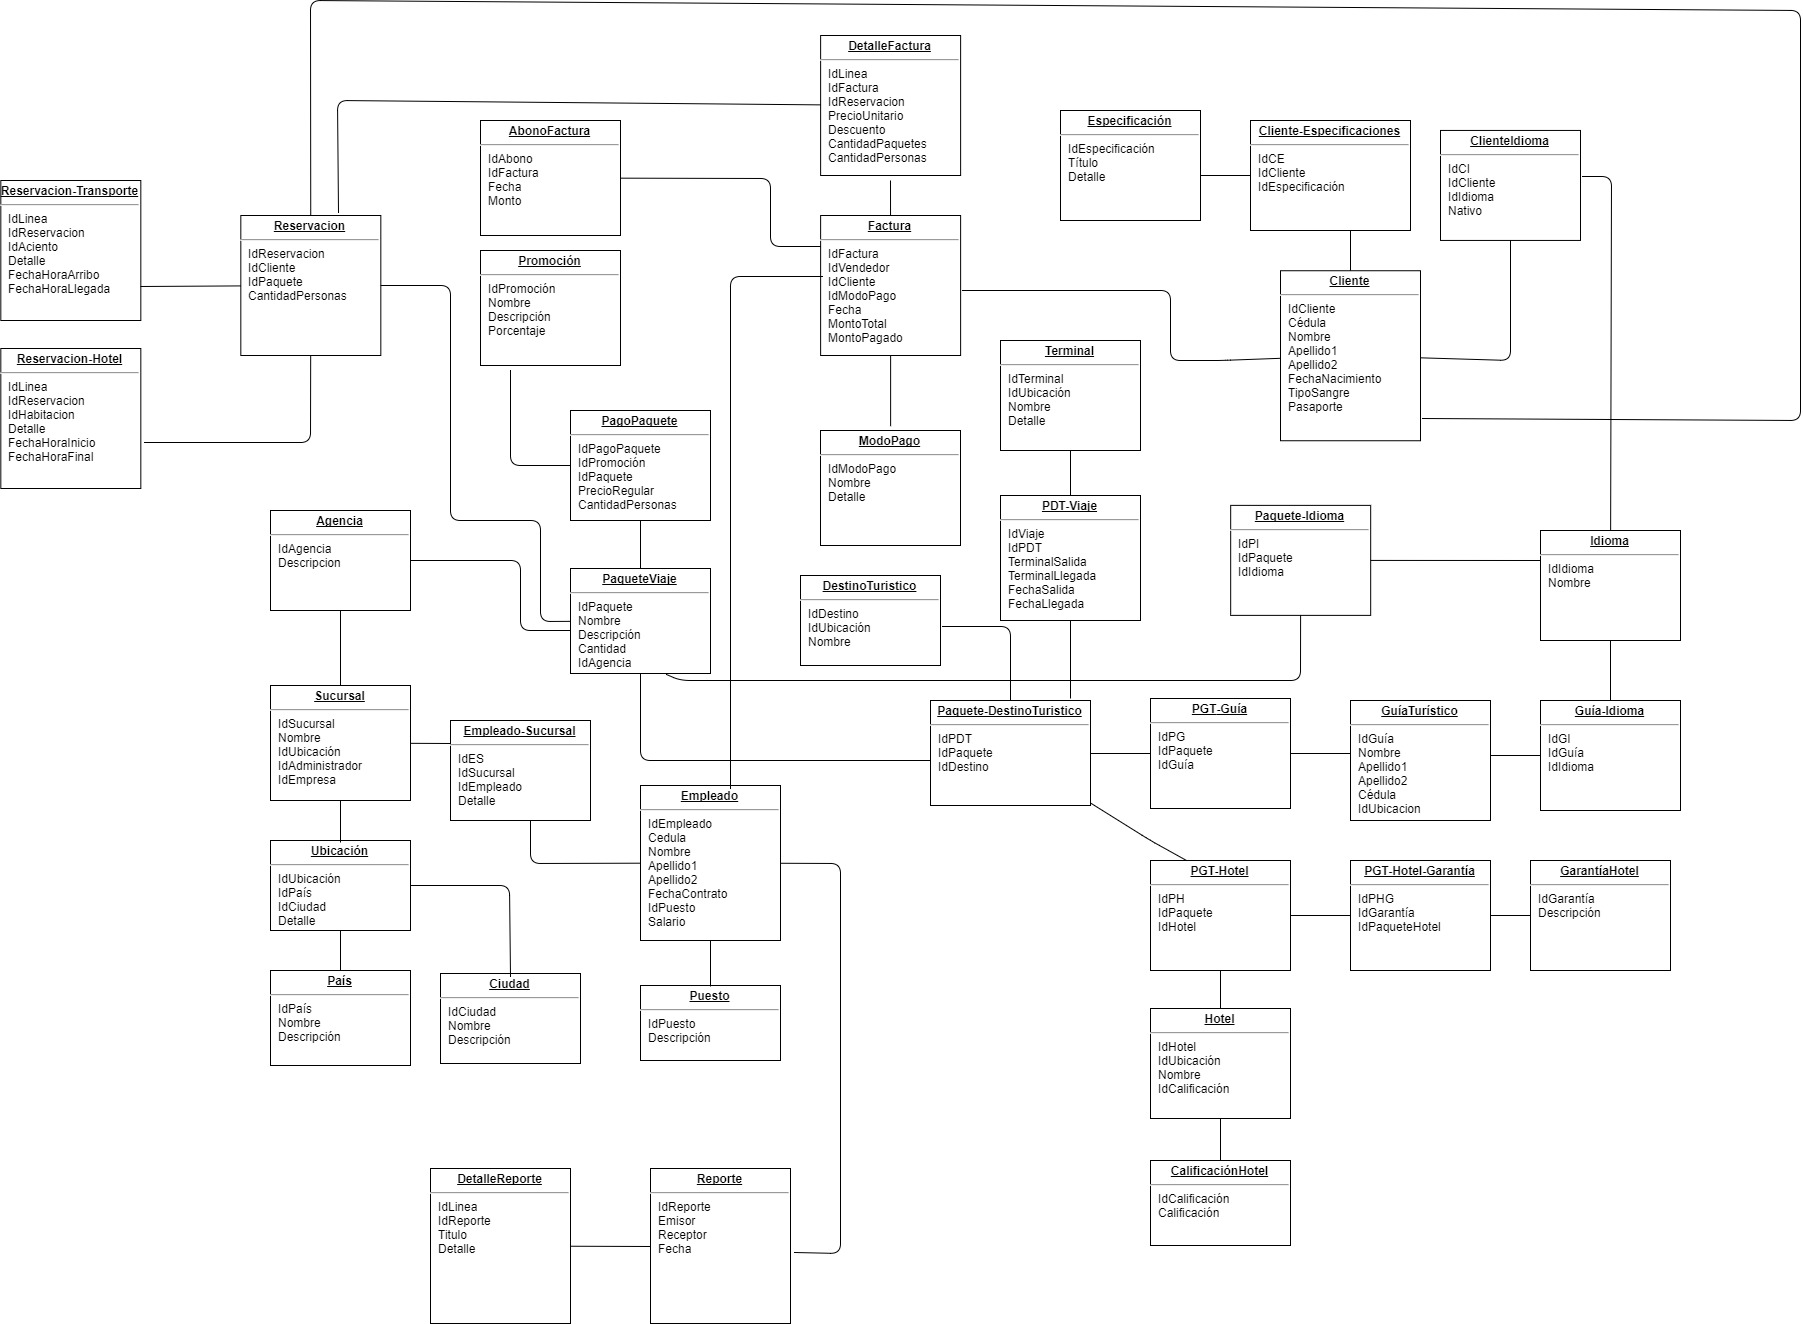 DetalleFactura
IdLinea
IdFactura
IdReservacion
PrecioUnitario
Descuento
CantidadPaquetes
CantidadPersonas
AbonoFactura
IdAbono
IdFactura
Fecha
Monto
Especificación
IdEspecificación
Título
Detalle
Cliente-Especificaciones
IdCE
IdCliente
IdEspecificación
ClienteIdioma
IdCI
IdCliente
IdIdioma
Nativo
Reservacion-Transporte
IdLinea
IdReservacion
IdAciento
Detalle
FechaHoraArribo
FechaHoraLlegada
Reservacion
IdReservacion
IdCliente
IdPaquete
CantidadPersonas
Promoción
IdPromoción
Nombre
Descripción
Porcentaje
Factura
IdFactura
IdVendedor
IdCliente
IdModoPago
Fecha
MontoTotal
MontoPagado
Cliente
IdCliente
Cédula
Nombre
Apellido1
Apellido2
FechaNacimiento
TipoSangre
Pasaporte
Reservacion-Hotel
IdLinea
IdReservacion
IdHabitacion
Detalle
FechaHoraInicio
FechaHoraFinal
Terminal
IdTerminal
IdUbicación
Nombre
Detalle
PagoPaquete
IdPagoPaquete
IdPromoción
IdPaquete
PrecioRegular
CantidadPersonas
ModoPago
IdModoPago
Nombre
Detalle
Agencia
IdAgencia
Descripcion
PDT-Viaje
IdViaje
IdPDT
TerminalSalida
TerminalLlegada
FechaSalida
FechaLlegada
Paquete-Idioma
IdPI
IdPaquete
IdIdioma
Idioma
IdIdioma
Nombre
PaqueteViaje
IdPaquete
Nombre
Descripción
Cantidad
IdAgencia
DestinoTuristico
IdDestino
IdUbicación
Nombre
Sucursal
IdSucursal
Nombre
IdUbicación
IdAdministrador
IdEmpresa
Empleado-Sucursal
IdES
IdSucursal
IdEmpleado
Detalle
Paquete-DestinoTuristico
IdPDT
IdPaquete
IdDestino
PGT-Guía
IdPG
IdPaquete
IdGuía
GuíaTurístico
IdGuía
Nombre
Apellido1
Apellido2
Cédula
IdUbicacion
Guía-Idioma
IdGI
IdGuía
IdIdioma
Empleado
IdEmpleado
Cedula
Nombre
Apellido1
Apellido2
FechaContrato
IdPuesto
Salario
Ubicación
IdUbicación
IdPaís
IdCiudad
Detalle
PGT-Hotel
IdPH
IdPaquete
IdHotel
PGT-Hotel-Garantía
IdPHG
IdGarantía
IdPaqueteHotel
GarantíaHotel
IdGarantía
Descripción
País
IdPaís
Nombre
Descripción
Ciudad
IdCiudad
Nombre
Descripción
Puesto
IdPuesto
Descripción
Hotel
IdHotel
IdUbicación
Nombre
IdCalificación
DetalleReporte
IdLinea
IdReporte
Titulo
Detalle
Reporte
IdReporte
Emisor
Receptor
Fecha
CalificaciónHotel
IdCalificación
Calificación